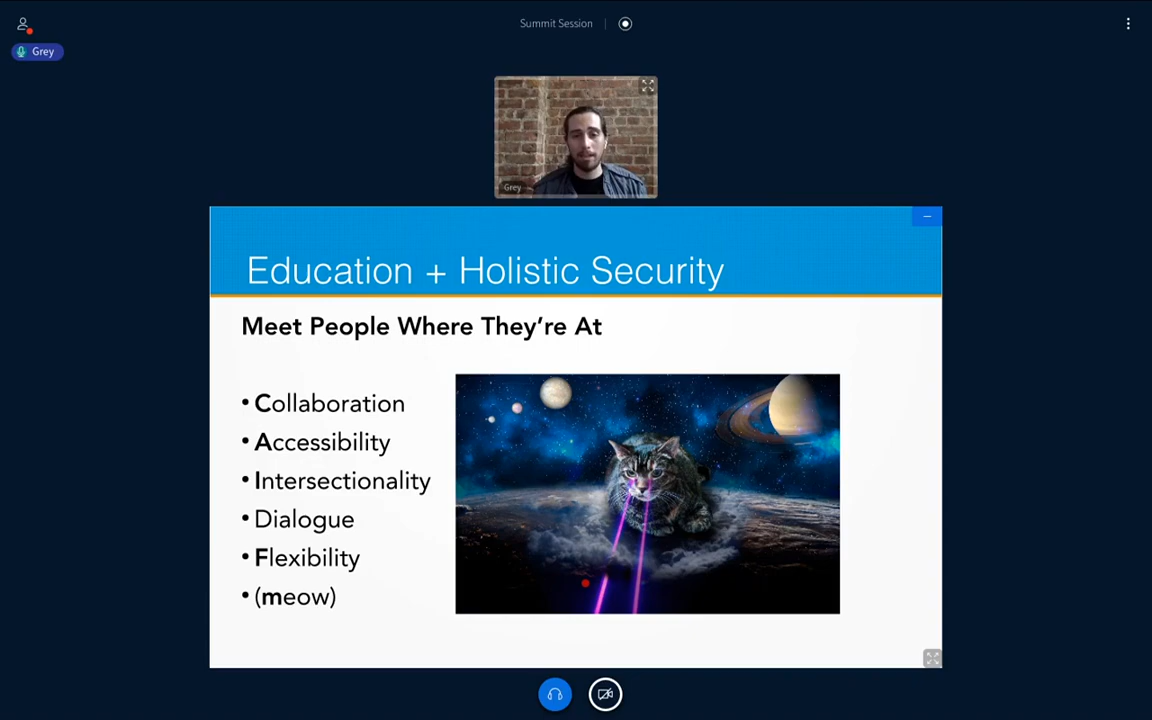 Summit Session
Grey
Grey
Education + Holistic Security
Meet People Where They’re At
• Collaboration
• Accessibility
• Intersectionality
• Dialogue
• Flexibility
• (meow)